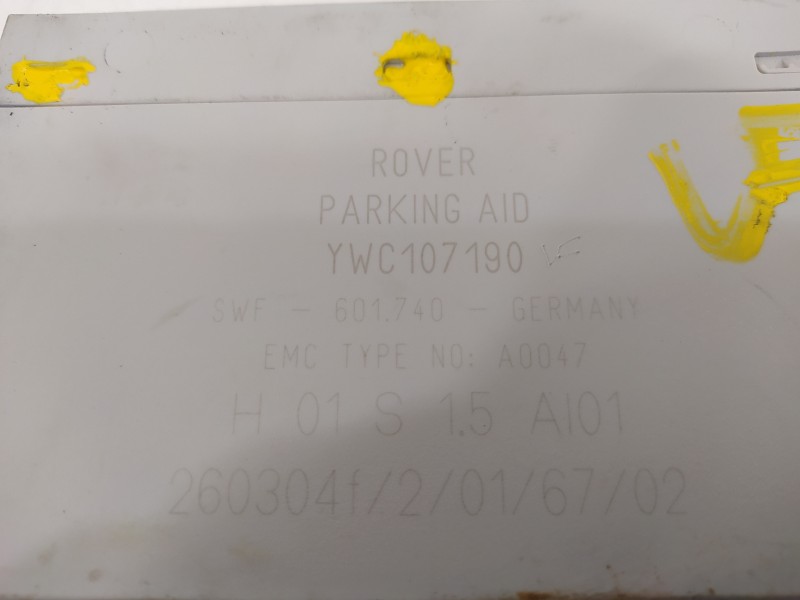 ROVER
PARKING AID
YWC107190 VF
SWF - 601.740 - GERMANY
EMC TYPE NO: A0047
H 01 S 1.5 AI01
260304f/2/01/67/02